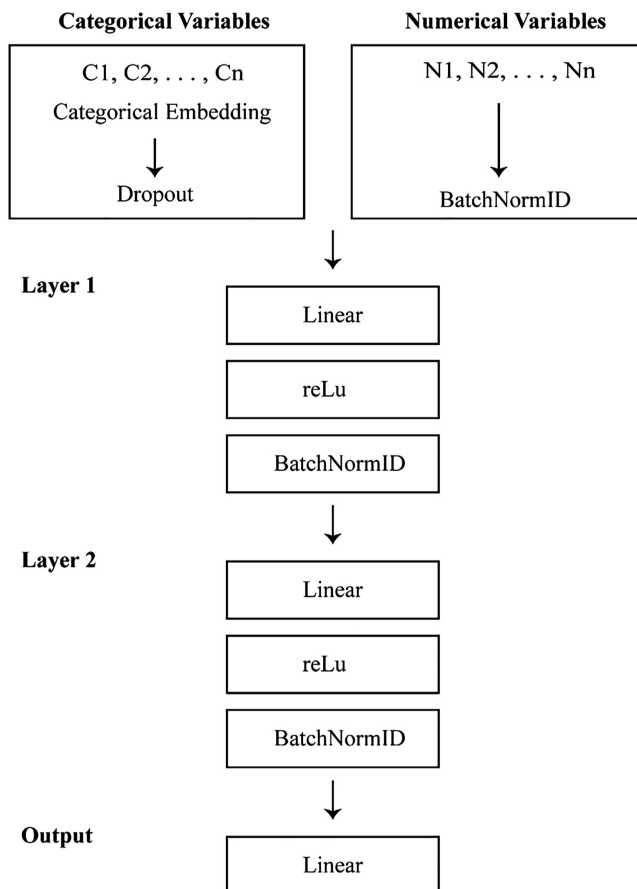 Categorical Variables
C1, C2, . . . , Cn
Categorical Embedding
Dropout
Numerical Variables
N1, N2, . . . , Nn
BatchNormID
Layer 1
Linear
reLu
BatchNormID
Layer 2
Linear
reLu
BatchNormID
Output
Linear